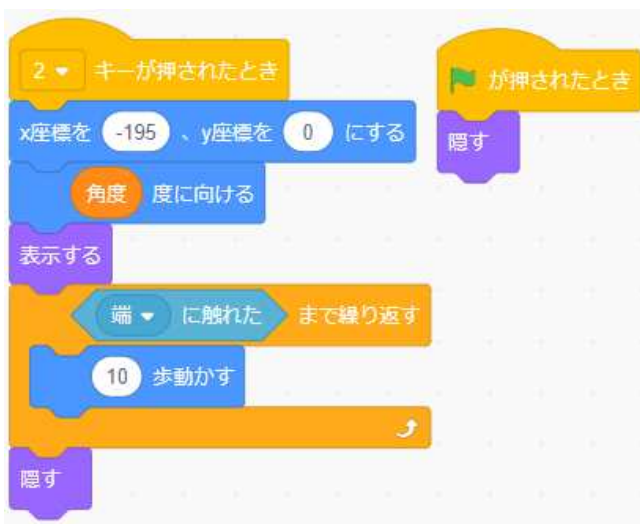 2 キーが押されたとき
x座標を -195 、y座標を 0 にする
角度 度に向ける
表示する
端 に触れた まで繰り返す
10 歩動かす
隠す
が押されたとき
隠す